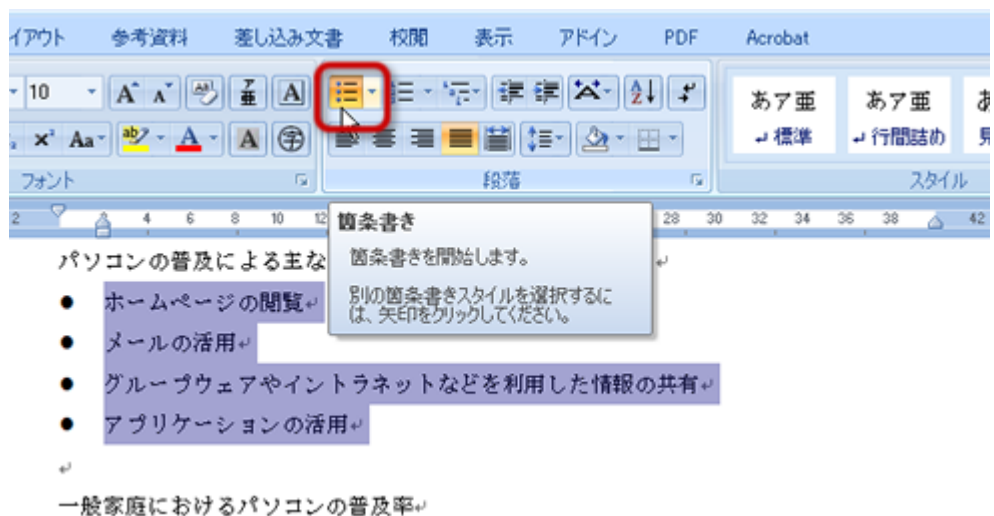 イアウト 参考資料 差し込み文書 校閲 表示 アドイン PDF Acrobat
10 A A Aa ア亜 A
あア亜 あア亜 あ
x² Aa ab A A 字
標準 行間詰め
フォント 段落 スタイル
2 4 6 8 10 12 28 30 32 34 36 38 42
箇条書き
箇条書きを開始します。
別の箇条書きスタイルを選択するに
は、矢印をクリックしてください。
パソコンの普及による主な
● ホームページの閲覧
● メールの活用
● グループウェアやイントラネットなどを利用した情報の共有
● アプリケーションの活用
一般家庭におけるパソコンの普及率